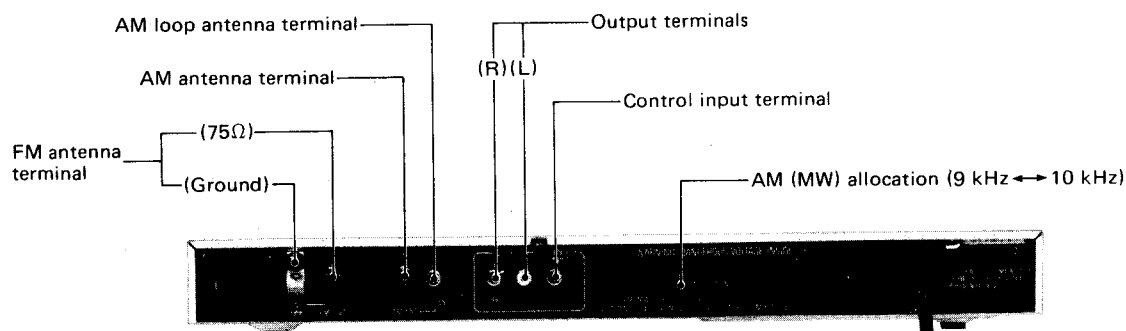 AM loop antenna terminal
Output terminals
(R)(L)
AM antenna terminal
Control input terminal
(75Ω)
FM antenna
terminal
(Ground)
AM (MW) allocation (9 kHz ↔ 10 kHz)